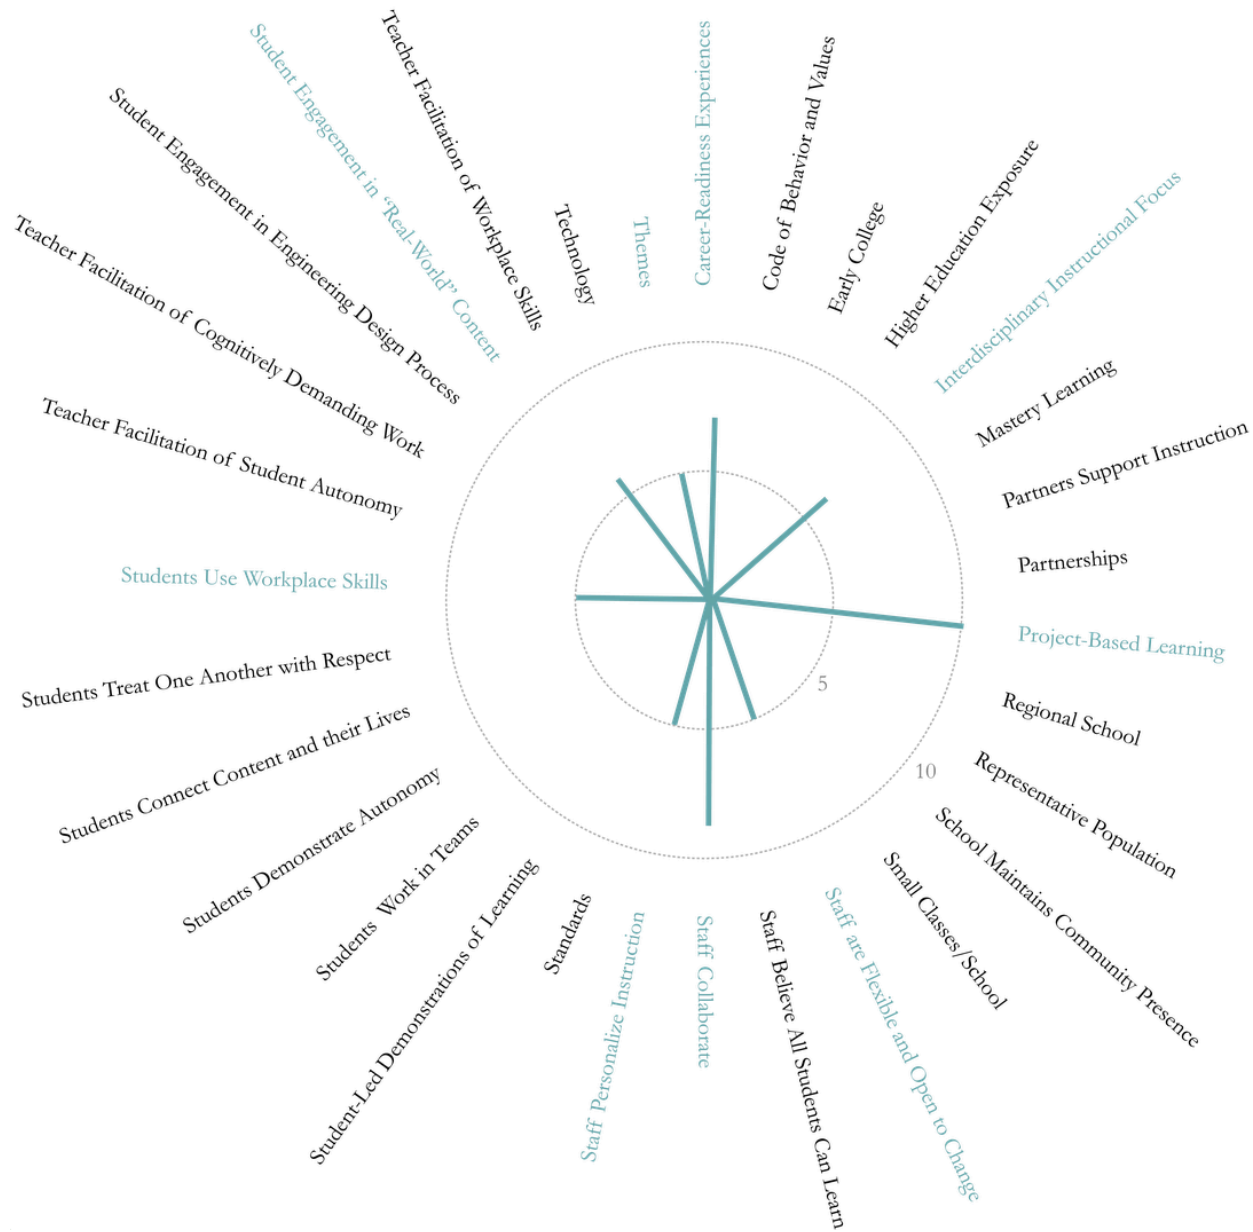 Career-Readiness Experiences
Code of Behavior and Values
Early College
Higher Education Exposure
Interdisciplinary Instructional Focus
Mastery Learning
Partners Support Instruction
Partnerships
Project-Based Learning
Regional School
Representative Population
School Maintains Community Presence
Small Classes/School
Staff are Flexible and Open to Change
Staff Believe All Students Can Learn
Staff Collaborate
Staff Personalize Instruction
Standards
Student-Led Demonstrations of Learning
Students Work in Teams
Students Demonstrate Autonomy
Students Connect Content and their Lives
Students Treat One Another with Respect
Students Use Workplace Skills
Teacher Facilitation of Student Autonomy
Teacher Facilitation of Cognitively Demanding Work
Student Engagement in Engineering Design Process
Student Engagement in “Real-World” Content
Teacher Facilitation of Workplace Skills
Technology
Themes
5
10